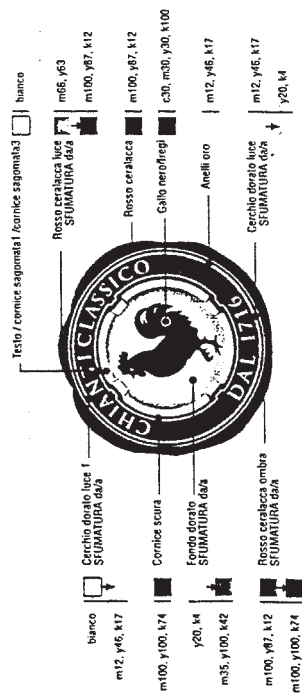 Testo / cornice sagomata1 /cornice sagomata3
bianco
Rosso ceralacca luce
SFUMATURA da/a
m66, y63
m100, y87, k12
Rosso ceralacca
m100, y87, k12
Gallo nero/fregi
c30, m30, y30, k100
Anelli oro
m12, y46, k17
Cerchio dorato luce
SFUMATURA da/a
m12, y46, k17
y20, k4
CHIANTI CLASSICO
DAL 1716
bianco
m12, y46, k17
Cerchio dorato luce 1
SFUMATURA da/a
m100, y100, k74
Cornice scura
y20, k4
m35, y100, k42
Fondo dorato
SFUMATURA da/a
m100, y87, k12
m100, y100, k74
Rosso ceralacca ombra
SFUMATURA da/a